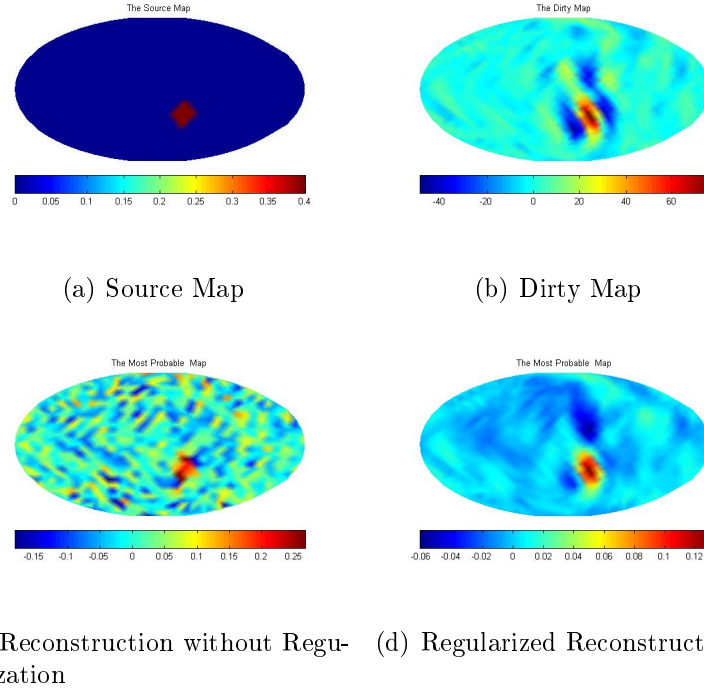 The Source Map
The Dirty Map
0 0.05 0.1 0.15 0.2 0.25 0.3 0.35 0.4
-40 -20 0 20 40 60
(a) Source Map
(b) Dirty Map
The Most Probable Map
The Most Probable Map
-0.15 -0.1 -0.05 0 0.05 0.1 0.15 0.2 0.25
-0.06 -0.04 -0.02 0 0.02 0.04 0.06 0.08 0.1 0.12
Reconstruction without Regu-
zation
(d) Regularized Reconstruct